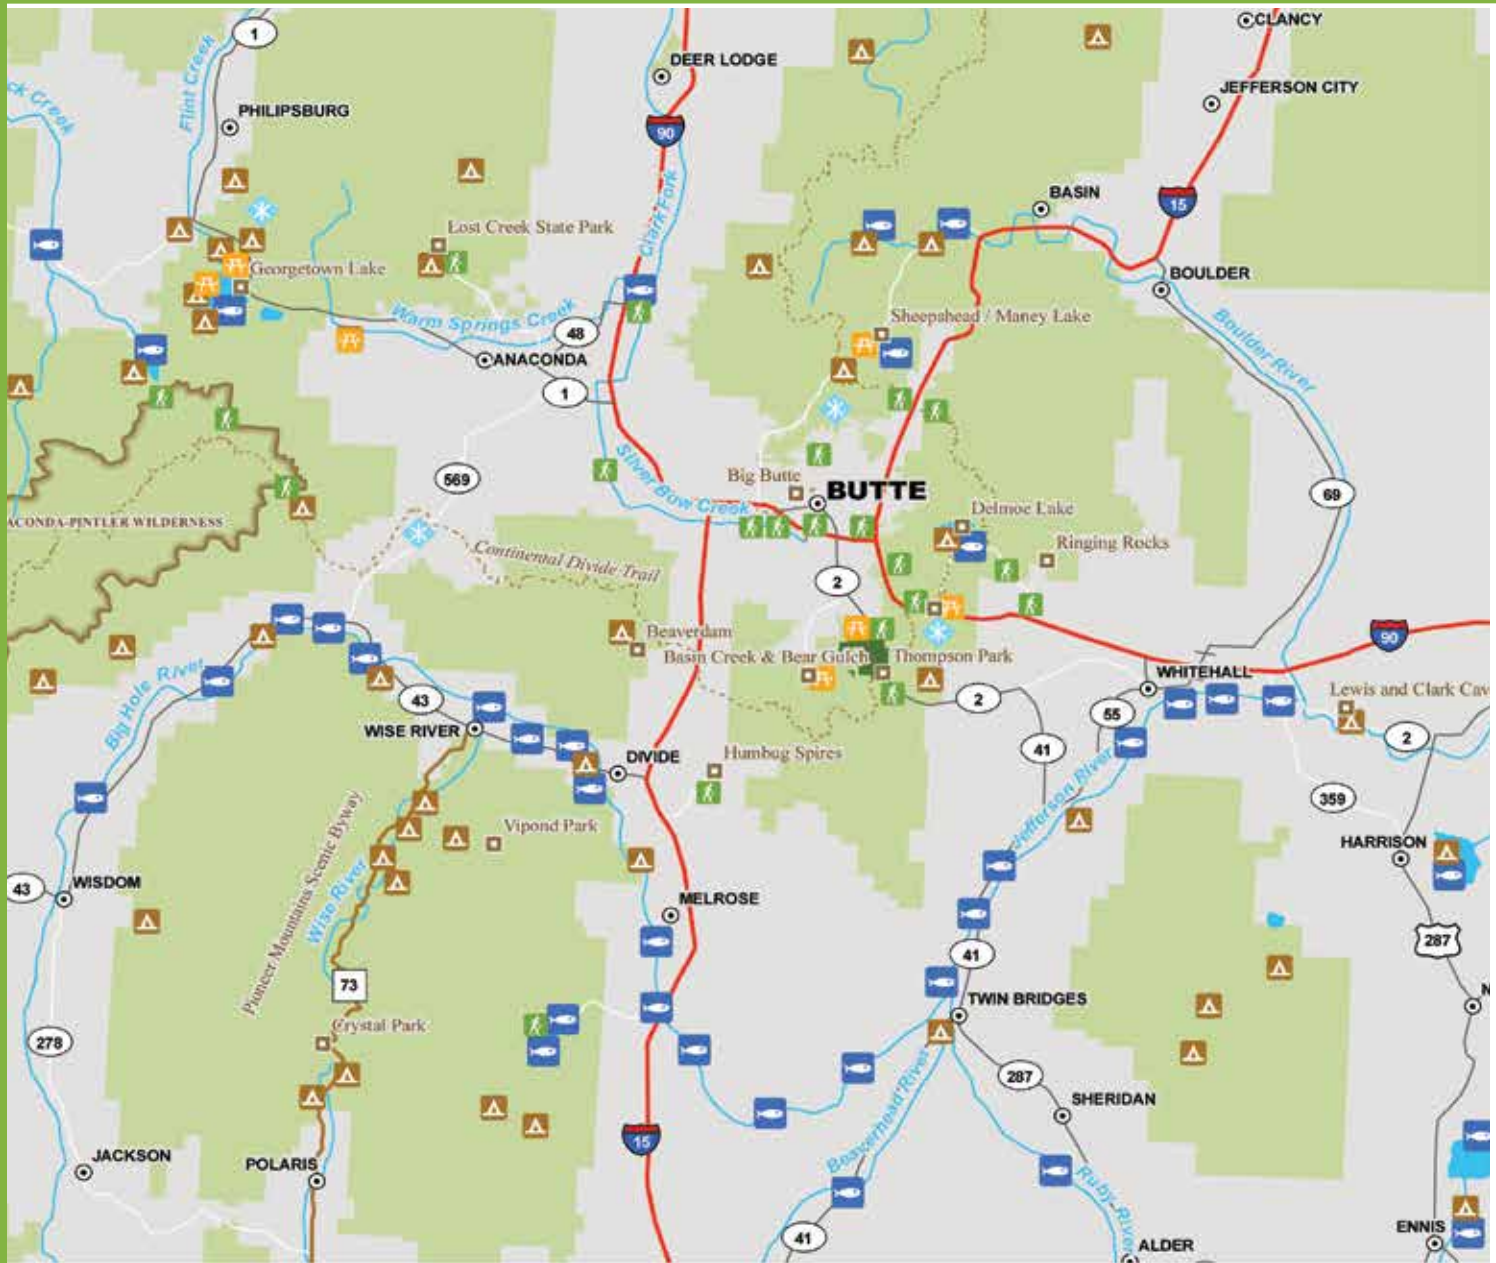 CLANCY
1
DEER LODGE
JEFFERSON CITY
ck Creek
Flint Creek
PHILIPSBURG
90
Clark Fork
BASIN
15
Lost Creek State Park
Georgetown Lake
BOULDER
Warm Springs Creek
48
Sheepshead / Maney Lake
Boulder River
ANACONDA
1
569
Silver Bow Creek
Big Butte
BUTTE
69
Delmoe Lake
ACONDA-PINTLER WILDERNESS
Continental Divide Trail
Ringing Rocks
2
Beaverdam
90
Basin Creek & Bear Gulch
Thompson Park
WHITEHALL
Big Hole River
43
2
55
Lewis and Clark Cav
WISE RIVER
41
2
DIVIDE
Humbug Spires
Jefferson River
359
Pioneer Mountains Scenic Byway
Vipond Park
HARRISON
43
WISDOM
Wise River
MELROSE
287
41
73
TWIN BRIDGES
N
Crystal Park
278
287
SHERIDAN
Beaverhead River
15
JACKSON
POLARIS
Ruby River
41
ENNIS
ALDER